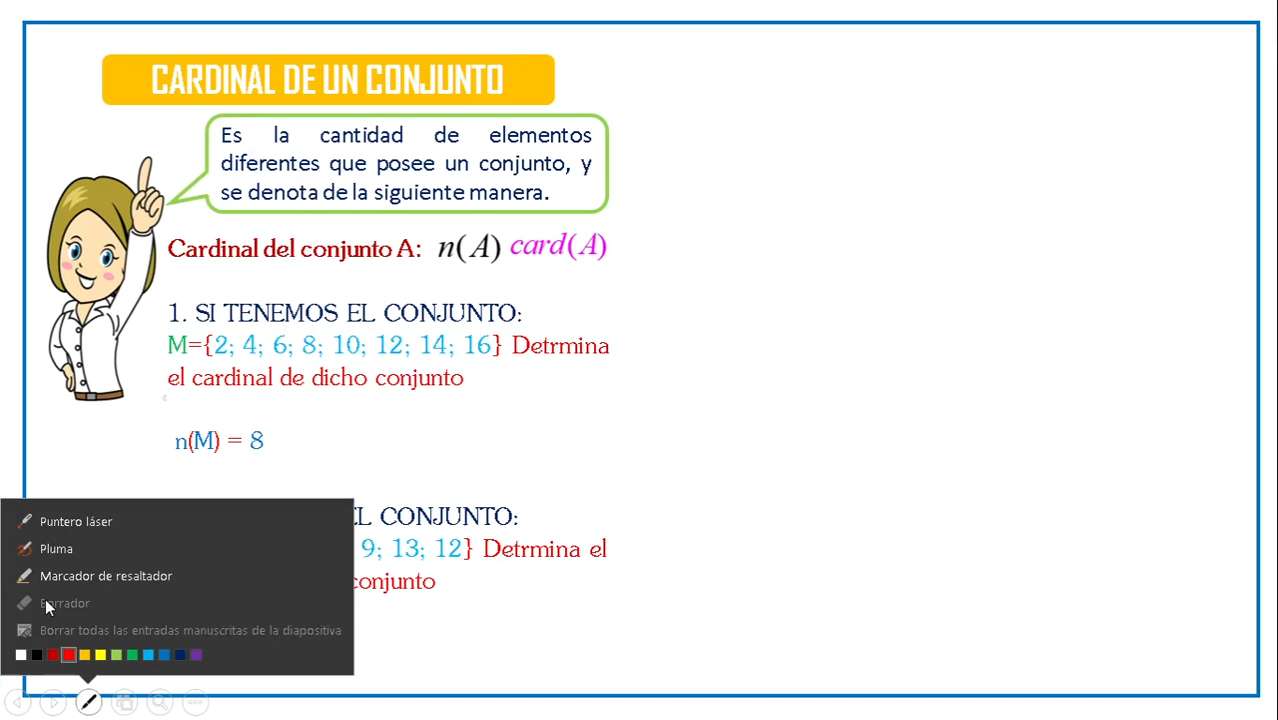 CARDINAL DE UN CONJUNTO
Es la cantidad de elementos
diferentes que posee un conjunto, y
se denota de la siguiente manera.
Cardinal del conjunto A: n(A) card(A)
1. SI TENEMOS EL CONJUNTO:
M={2; 4; 6; 8; 10; 12; 14; 16} Detrmina
el cardinal de dicho conjunto
n(M) = 8
EL CONJUNTO:
9; 13; 12} Detrmina el
conjunto
Puntero láser
Pluma
Marcador de resaltador
Borrador
Borrar todas las entradas manuscritas de la diapositiva